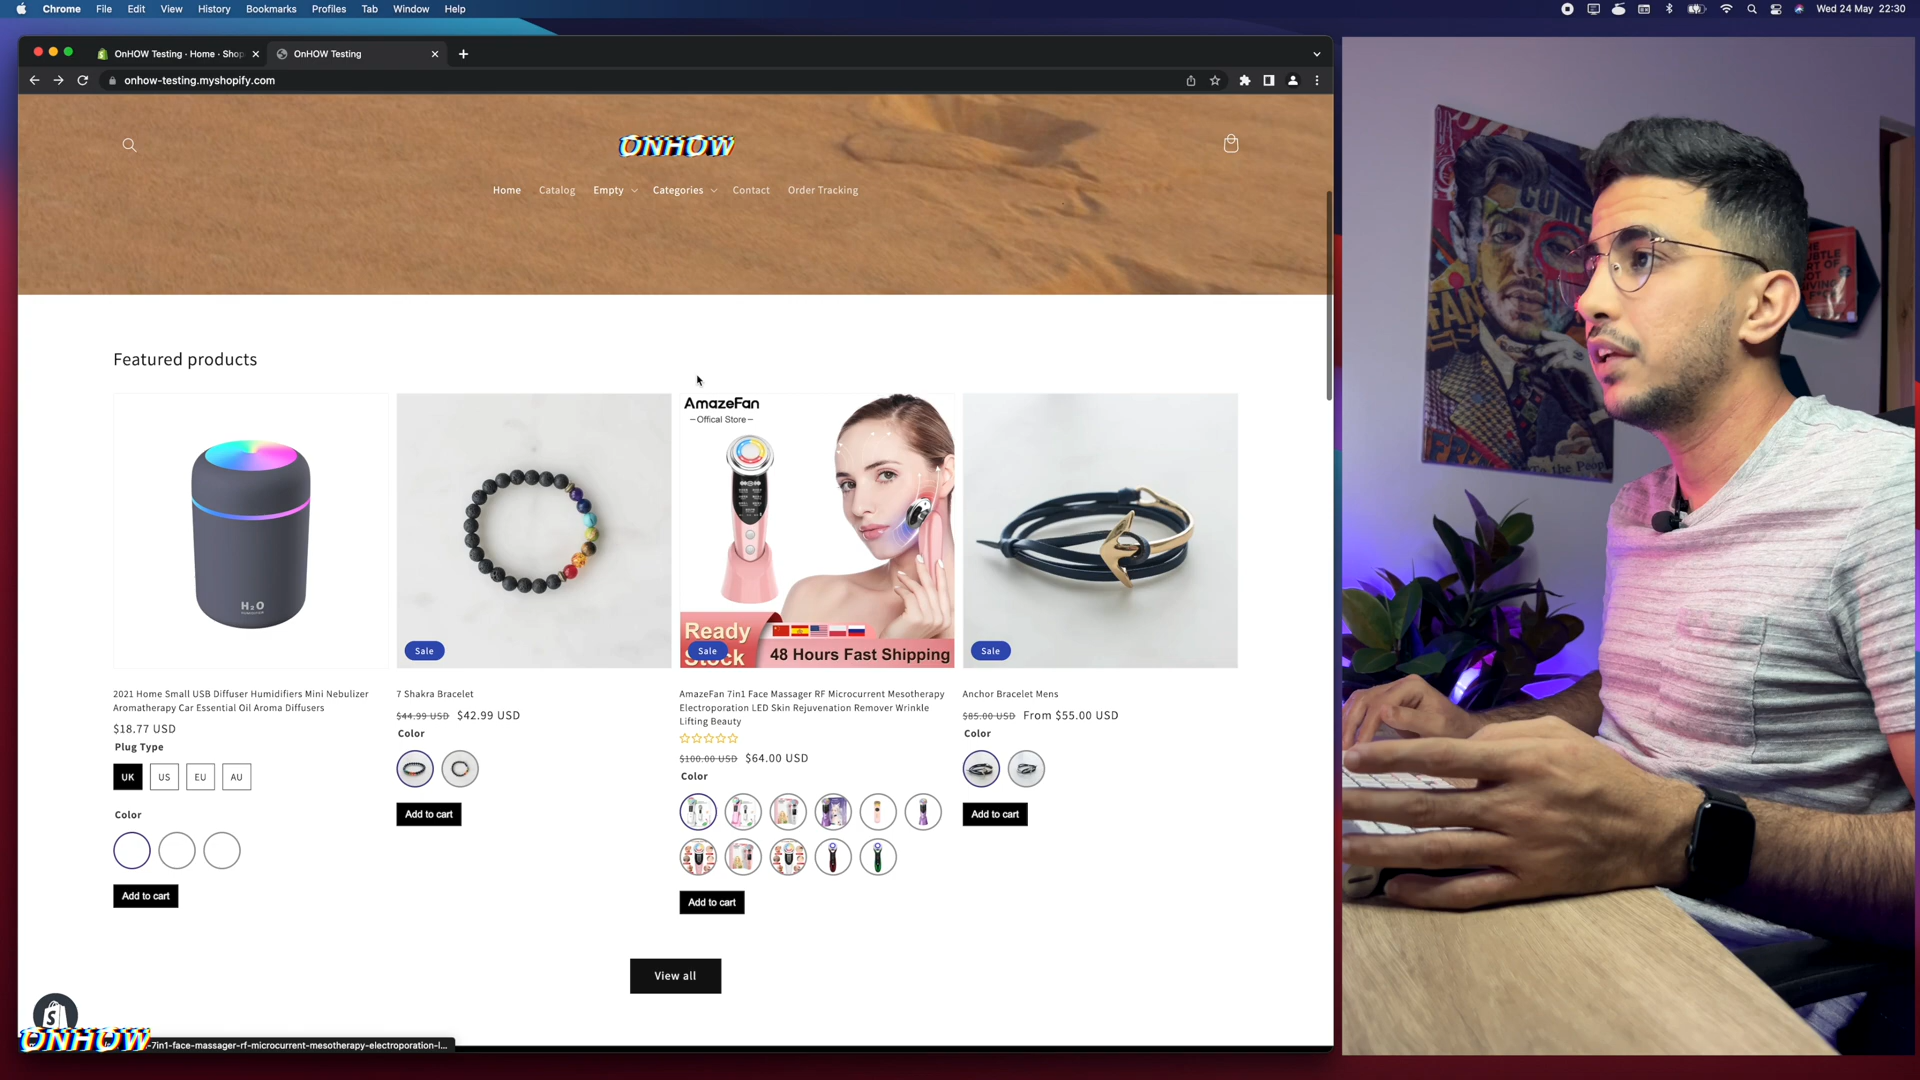 Chrome File Edit View History Bookmarks Profiles Tab Window Help
Wed 24 May 22:30
OnHOW Testing · Home · Shop
OnHOW Testing
onhow-testing.myshopify.com
ONHOW
Home Catalog Empty Categories Contact Order Tracking
Featured products
AmazeFan
-Offical Store-
H₂O
Sale
Ready
Stock
Sale
48 Hours Fast Shipping
Sale
2021 Home Small USB Diffuser Humidifiers Mini Nebulizer
Aromatherapy Car Essential Oil Aroma Diffusers
$18.77 USD
Plug Type
UK US EU AU
Color
Add to cart
7 Shakra Bracelet
$44.99 USD $42.99 USD
Color
Add to cart
AmazeFan 7in1 Face Massager RF Microcurrent Mesotherapy
Electroporation LED Skin Rejuvenation Remover Wrinkle
Lifting Beauty
$100.00 USD $64.00 USD
Color
Add to cart
Anchor Bracelet Mens
$85.00 USD From $55.00 USD
Color
Add to cart
View all
ONHOW
-7in1-face-massager-rf-microcurrent-mesotherapy-electroporation-l...
to the People